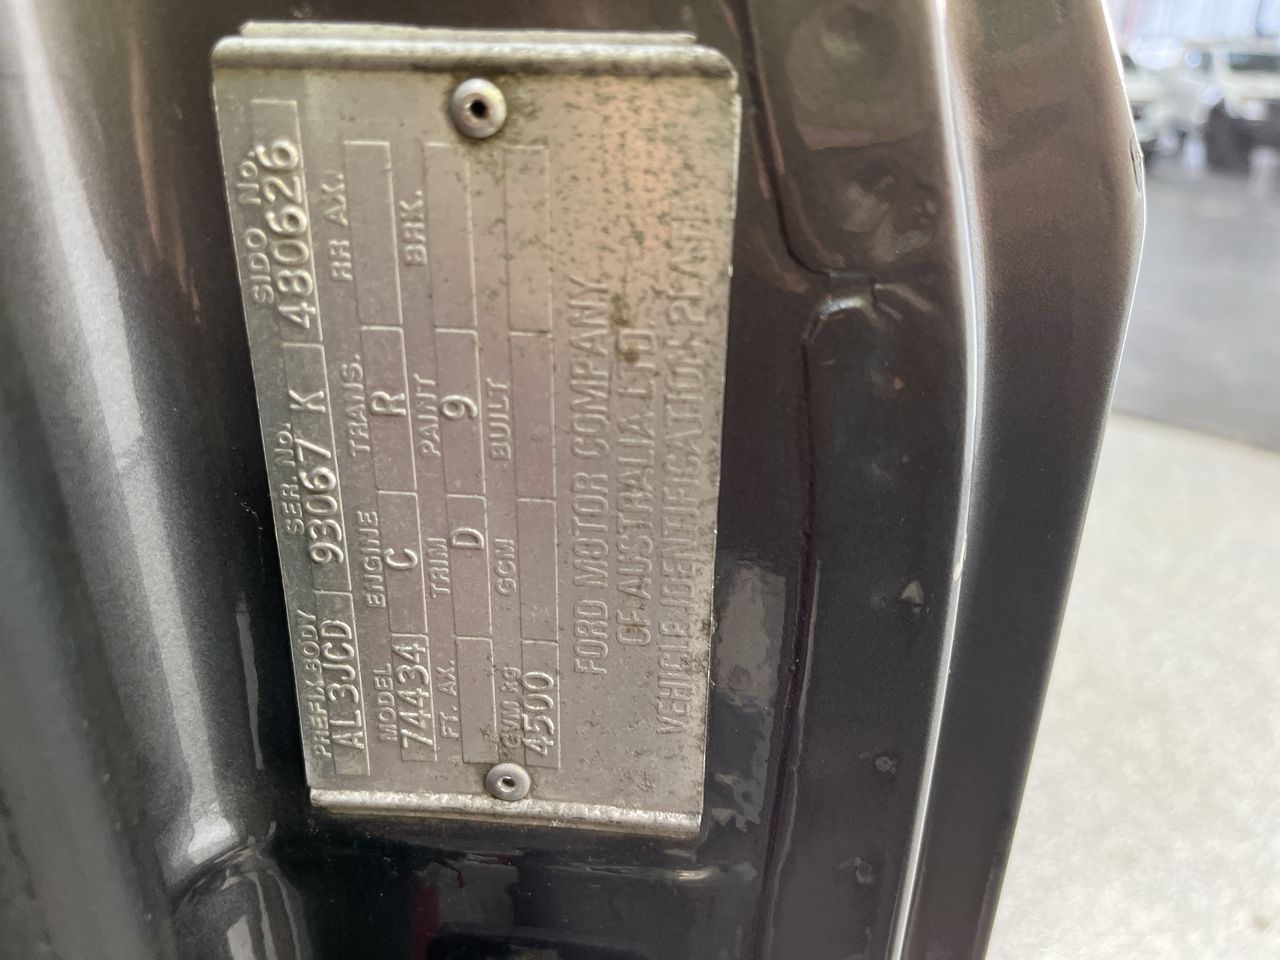 PREFIX BODY SER. No. SIDO No.
AL3JCD 93067 K 480626
MODEL ENGINE TRANS. RR AX.
74434 C R
FT. AX. TRIM PAINT BRK.
D 9
GVM kg GCM BUILT
4500
FORD MOTOR COMPANY
OF AUSTRALIA LTD.
VEHICLE IDENTIFICATION PLATE